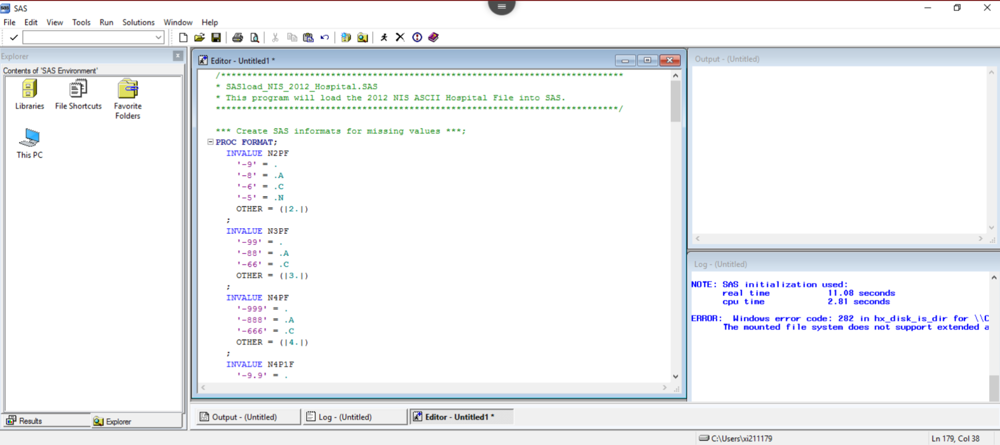 sas SAS
File Edit View Tools Run Solutions Window Help
Explorer
Contents of 'SAS Environment'
Libraries File Shortcuts Favorite Folders
This PC
Results Explorer
Editor - Untitled1 *
/******************************************************************************
* SASload_NIS_2012_Hospital.SAS
* This program will load the 2012 NIS ASCII Hospital File into SAS.
******************************************************************************/
*** Create SAS informats for missing values ***;
PROC FORMAT;
INVALUE N2PF
'-9' = .
'-8' = .A
'-6' = .C
'-5' = .N
OTHER = (|2.|)
;
INVALUE N3PF
'-99' = .
'-88' = .A
'-66' = .C
OTHER = (|3.|)
;
INVALUE N4PF
'-999' = .
'-888' = .A
'-666' = .C
OTHER = (|4.|)
;
INVALUE N4P1F
'-9.9' = .
Output - (Untitled)
Log - (Untitled)
NOTE: SAS initialization used:
real time 11.08 seconds
cpu time 2.81 seconds
ERROR: Windows error code: 282 in hx_disk_is_dir for \\C
The mounted file system does not support extended a
Output - (Untitled) Log - (Untitled) Editor - Untitled1 *
C:\Users\xi211179 Ln 179, Col 38